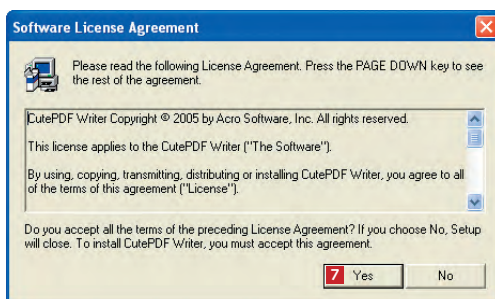 Software License Agreement
Please read the following License Agreement. Press the PAGE DOWN key to see
the rest of the agreement.
CutePDF Writer Copyright © 2005 by Acro Software, Inc. All rights reserved.
This license applies to the CutePDF Writer ("The Software").
By using, copying, transmitting, distributing or installing CutePDF Writer, you agree to all
of the terms of this agreement ("License").
Do you accept all the terms of the preceding License Agreement? If you choose No, Setup
will close. To install CutePDF Writer, you must accept this agreement.
7 Yes No